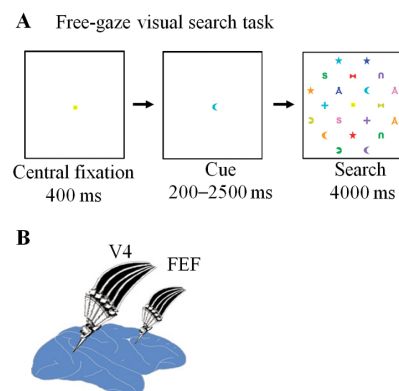 A Free-gaze visual search task
Central fixation
400 ms
Cue
200–2500 ms
Search
4000 ms
B
V4
FEF